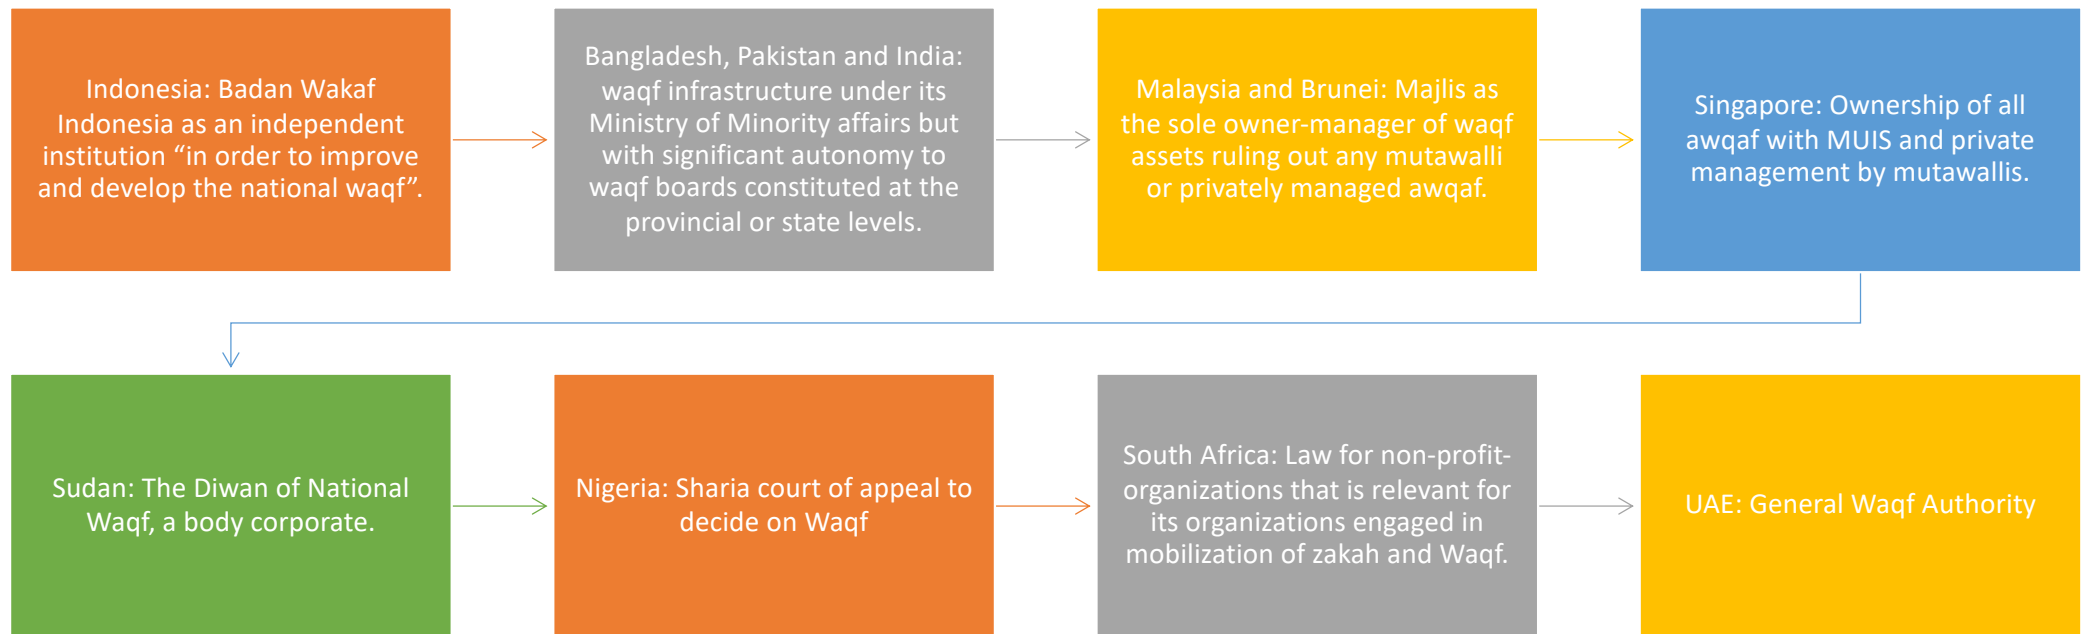 Indonesia: Badan Wakaf
Indonesia as an independent
institution “in order to improve
and develop the national waqf”.
Bangladesh, Pakistan and India:
waqf infrastructure under its
Ministry of Minority affairs but
with significant autonomy to
waqf boards constituted at the
provincial or state levels.
Malaysia and Brunei: Majlis as
the sole owner-manager of waqf
assets ruling out any mutawalli
or privately managed awqaf.
Singapore: Ownership of all
awqaf with MUIS and private
management by mutawallis.
Sudan: The Diwan of National
Waqf, a body corporate.
Nigeria: Sharia court of appeal to
decide on Waqf
South Africa: Law for non-profit-
organizations that is relevant for
its organizations engaged in
mobilization of zakah and Waqf.
UAE: General Waqf Authority